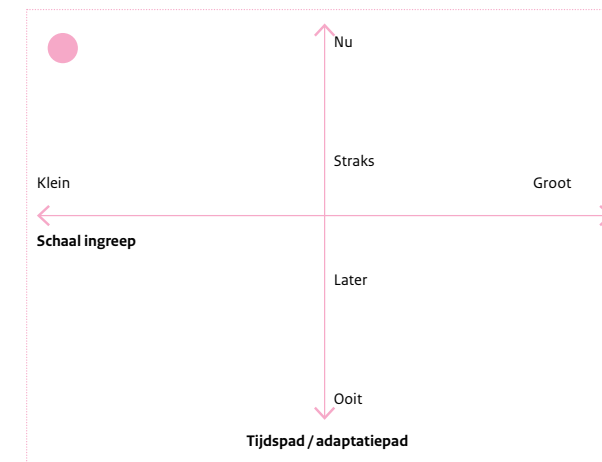 Nu
Straks
Klein
Groot
Schaal ingreep
Later
Ooit
Tijdspad / adaptatiepad